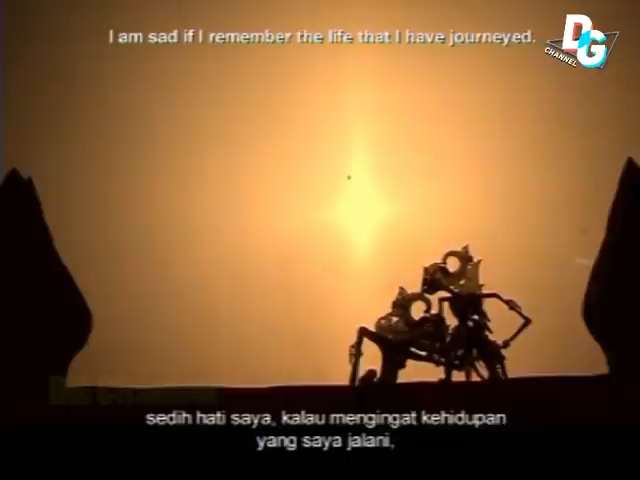 I am sad if I remember the life that I have journeyed.
DG
CHANNEL
sedih hati saya, kalau mengingat kehidupan
yang saya jalani,